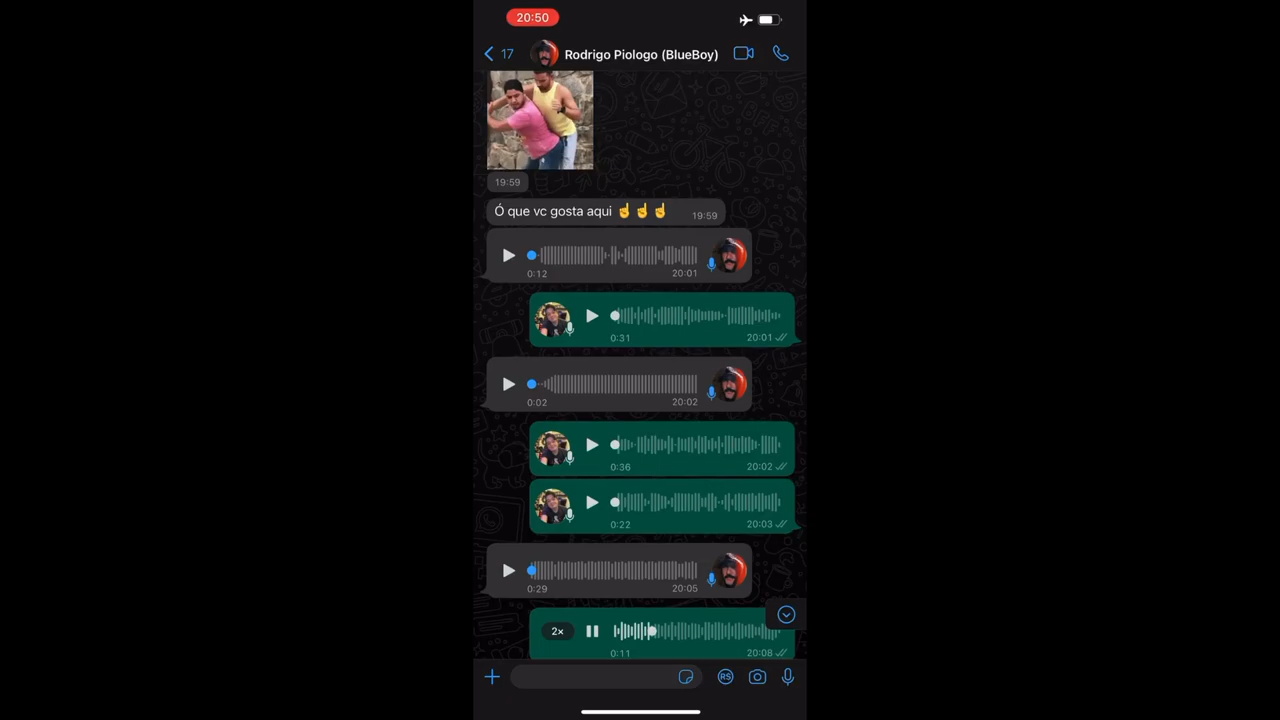 20:50
17
Rodrigo Piologo (BlueBoy)
19:59
Ó que vc gosta aqui ☝️☝️☝️ 19:59
0:12 20:01
0:31 20:01
0:02 20:02
0:36 20:02
0:22 20:03
0:29 20:05
2x
0:11 20:08
RS